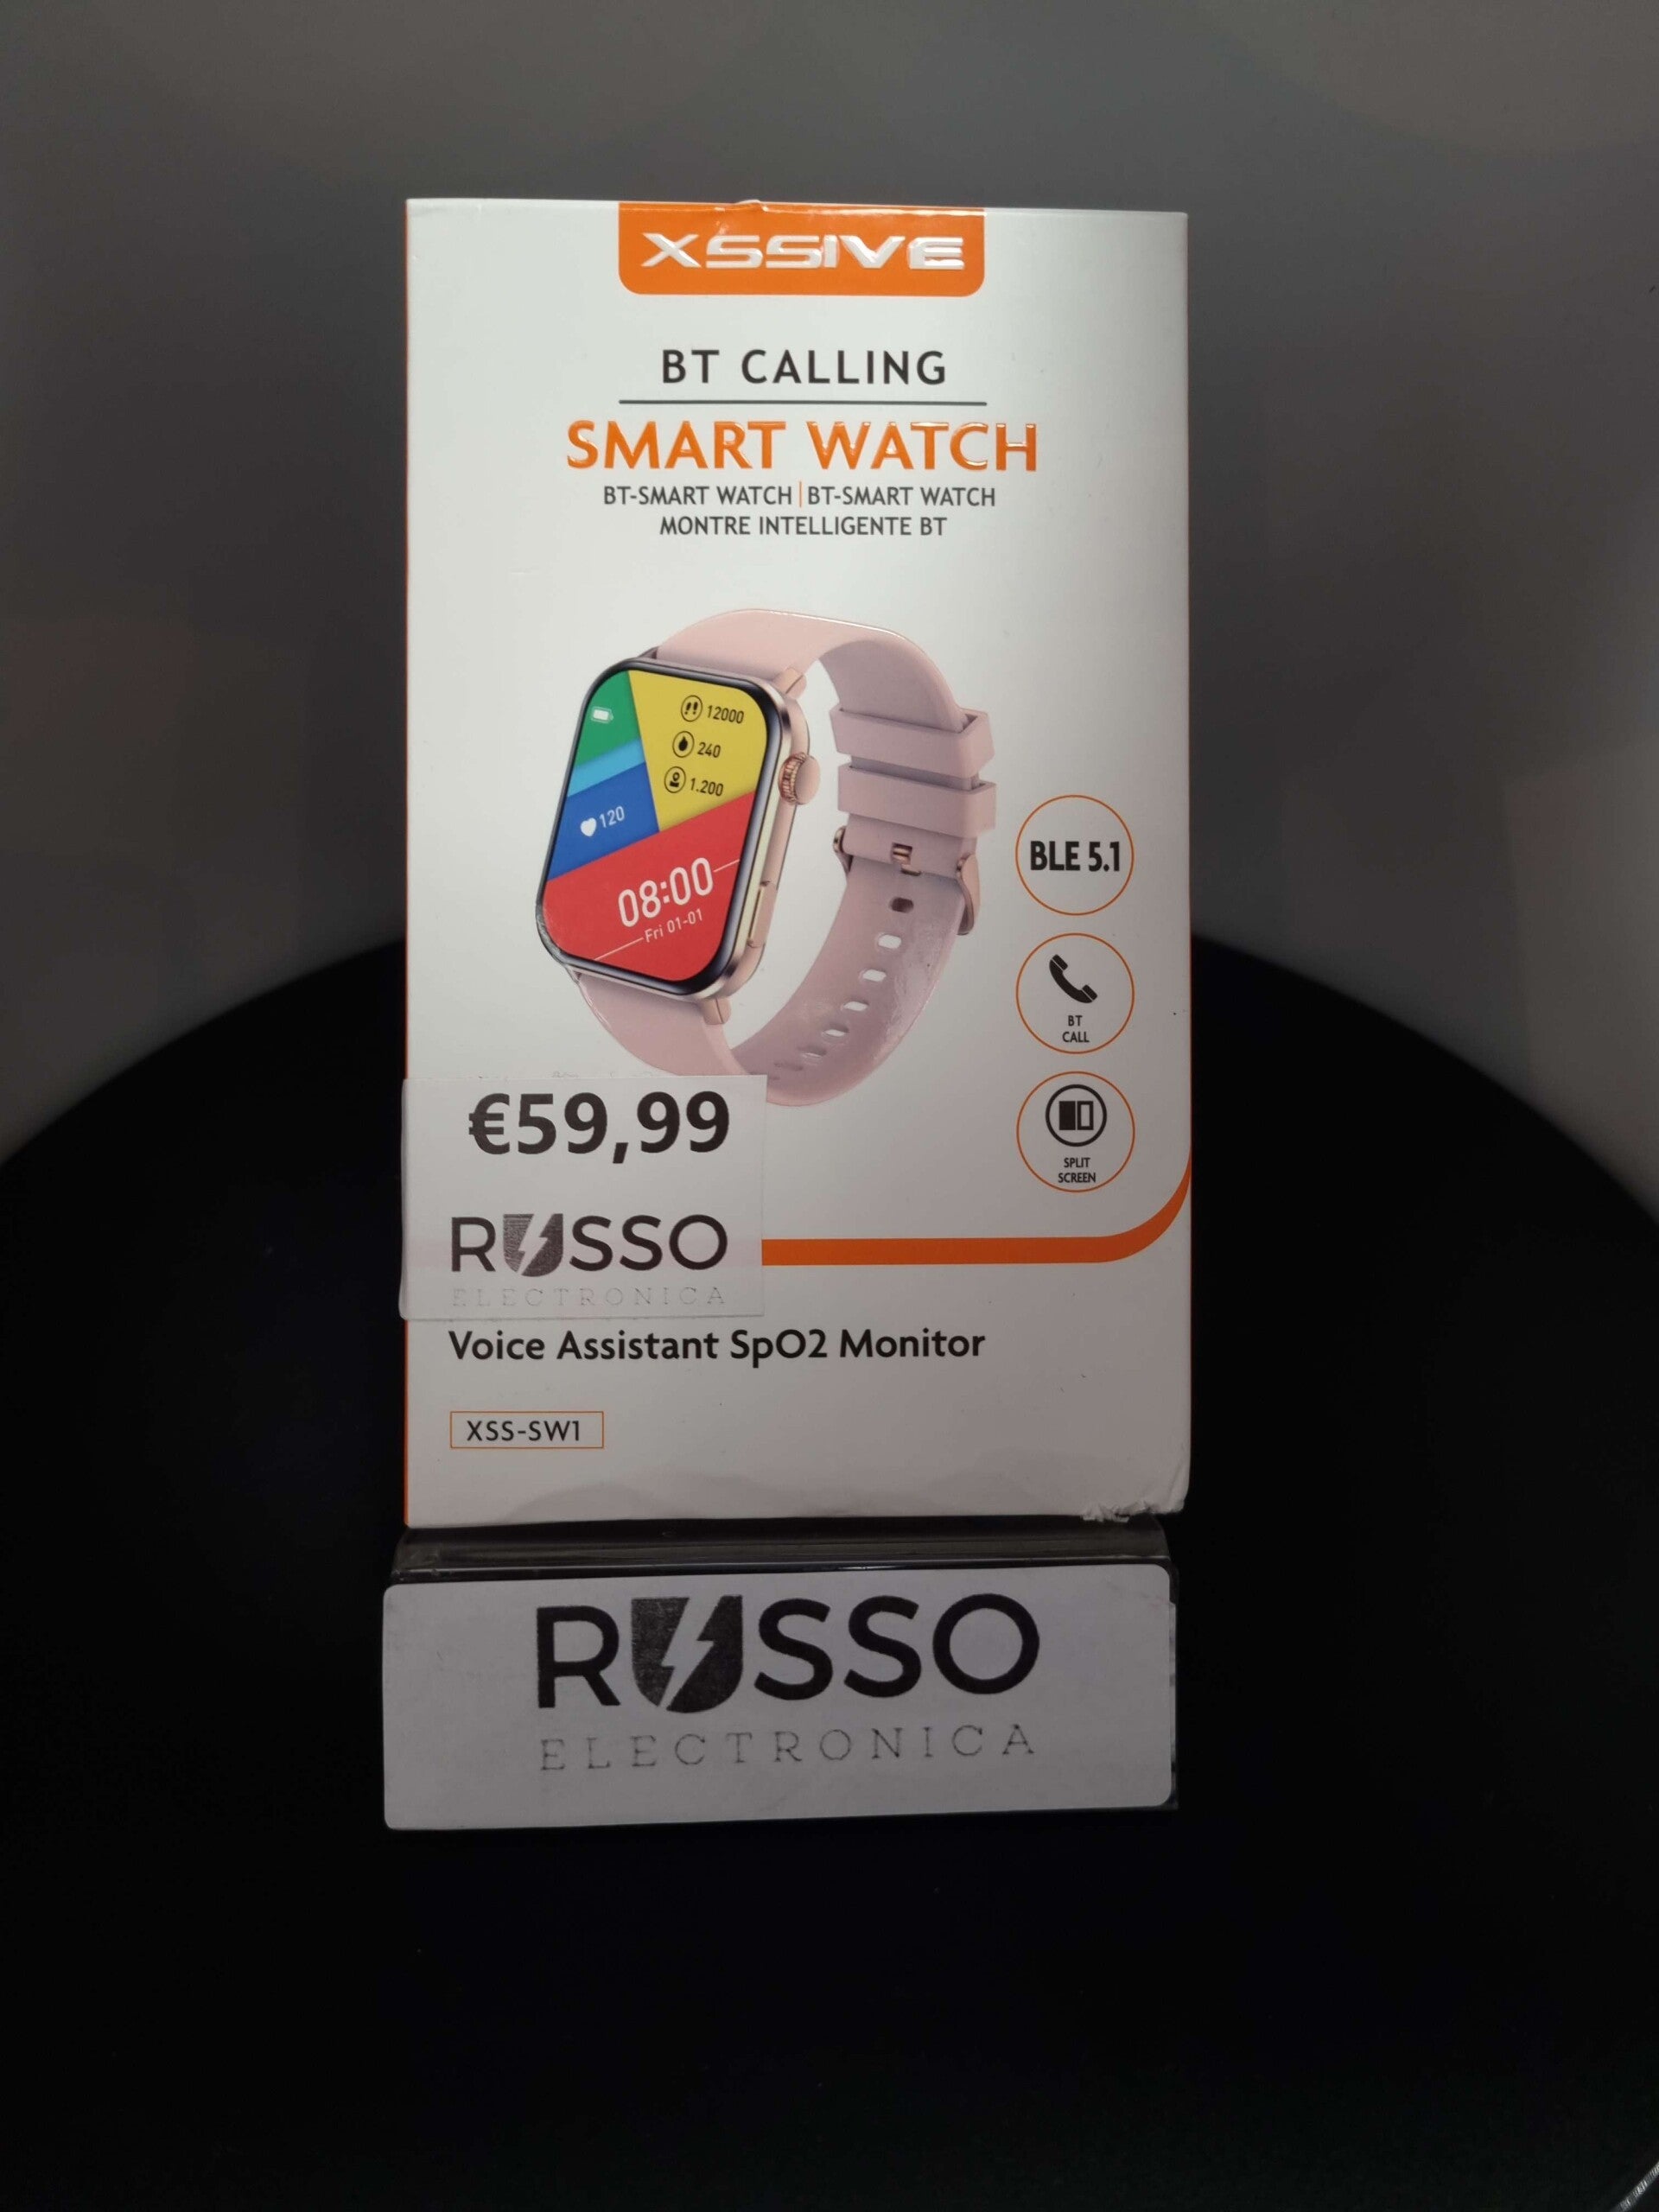 XSSIVE
BT CALLING
SMART WATCH
BT-SMART WATCH | BT-SMART WATCH
MONTRE INTELLIGENTE BT
12000
240
1.200
120
08:00
Fri 01-01
BLE 5.1
BT
CALL
SPLIT
SCREEN
€59,99
RUSSO
ELECTRONICA
Voice Assistant SpO2 Monitor
XSS-SW1
RUSSO
ELECTRONICA